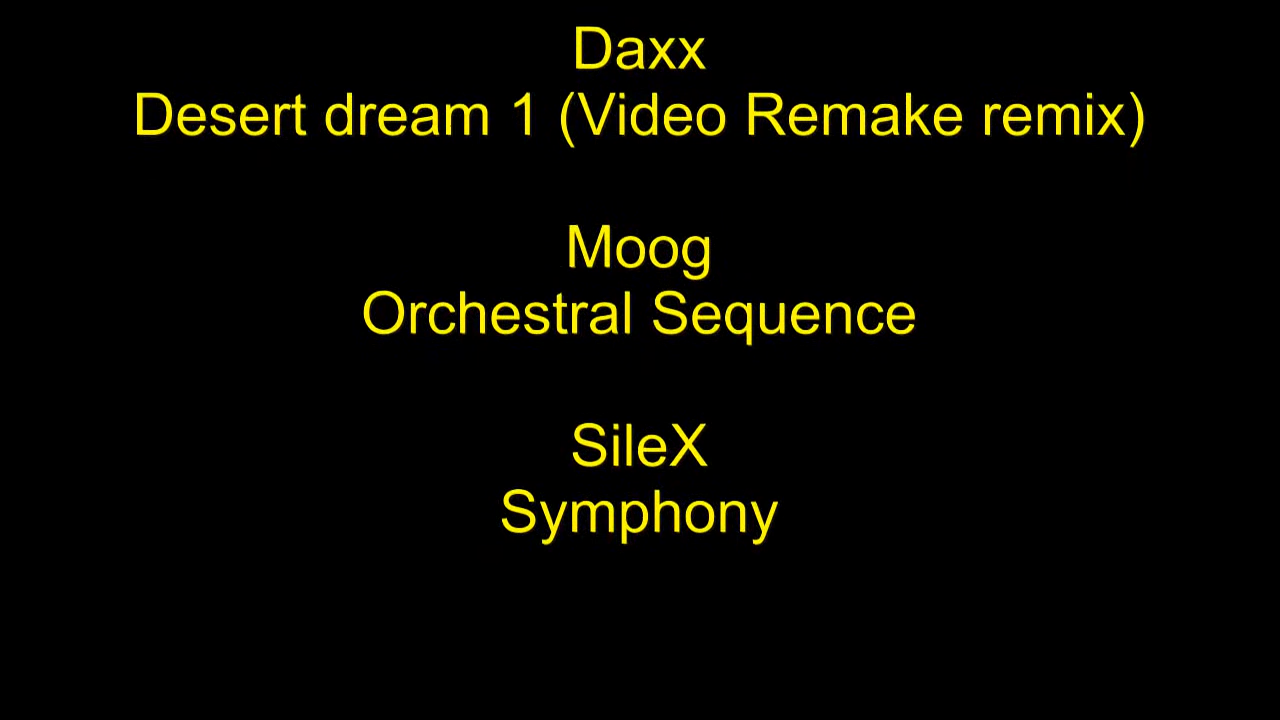 Daxx
Desert dream 1 (Video Remake remix)
Moog
Orchestral Sequence
SileX
Symphony